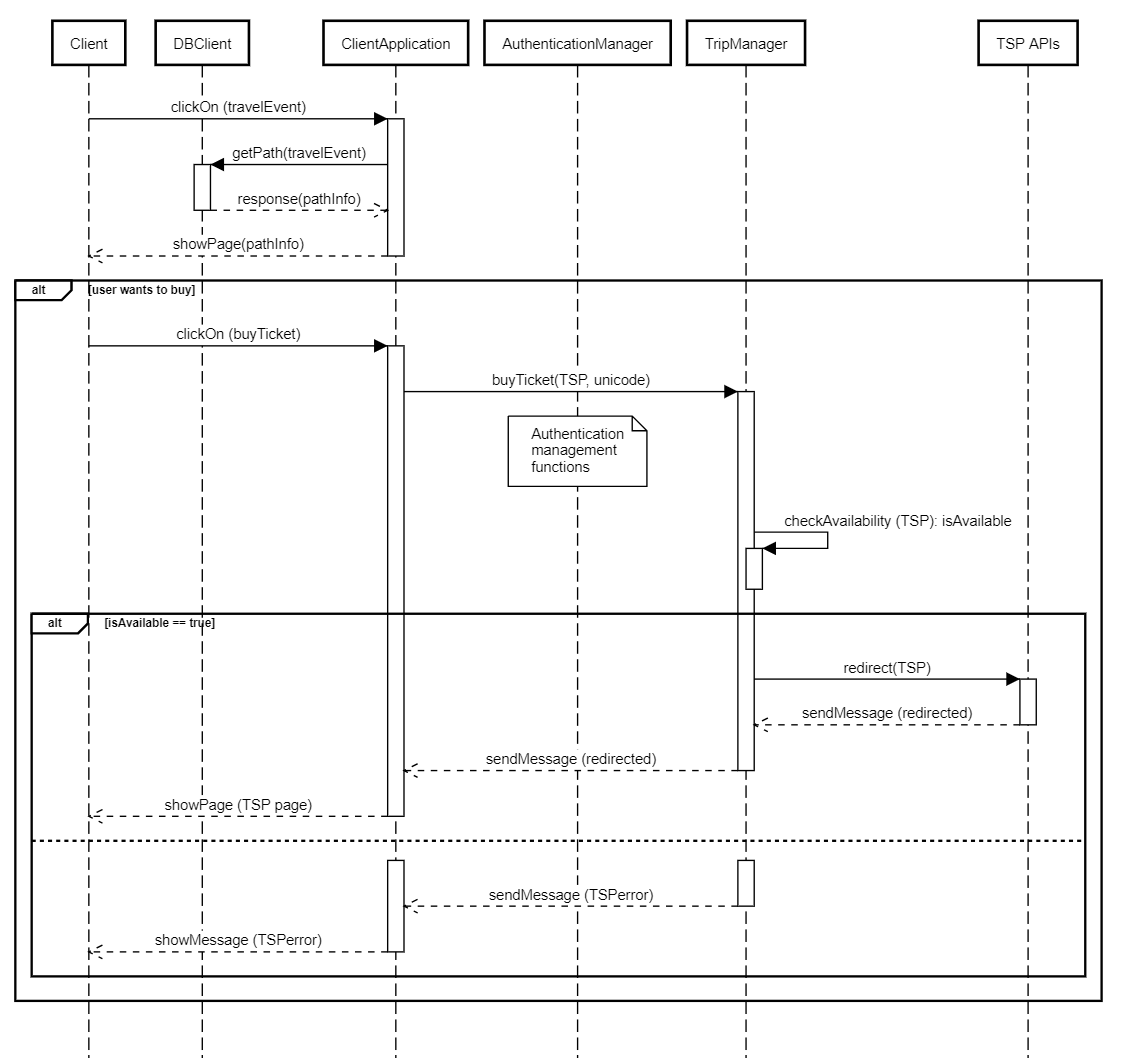 Client
DBClient
ClientApplication
AuthenticationManager
TripManager
TSP APIs
clickOn (travelEvent)
getPath(travelEvent)
response(pathInfo)
showPage(pathInfo)
alt
[user wants to buy]
clickOn (buyTicket)
buyTicket(TSP, unicode)
Authentication
management
functions
checkAvailability (TSP): isAvailable
alt
[isAvailable == true]
redirect(TSP)
sendMessage (redirected)
sendMessage (redirected)
showPage (TSP page)
sendMessage (TSPerror)
showMessage (TSPerror)